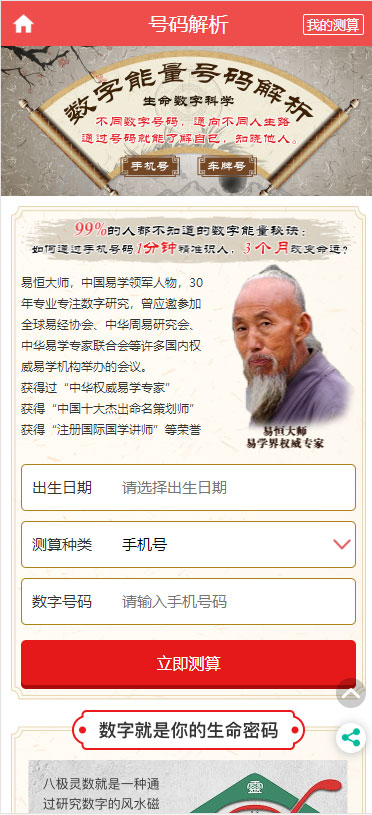 号码解析
我的测算
数字能量号码解析
生命数字科学
不同数字号码，通向不同人生路
通过号码就能了解自己，知晓他人。
手机号
车牌号
99%的人都不知道的数字能量秘诀：
如何通过手机号码1分钟精准识人，3个月改变命运？
易恒大师，中国易学领军人物，30
年专业专注数字研究，曾应邀参加
全球易经协会、中华周易研究会、
中华易学专家联合会等许多国内权
威易学机构举办的会议。
获得过“中华权威易学专家”
获得“中国十大杰出命名策划师”
获得“注册国际国学讲师”等荣誉
易恒大师
易学界权威专家
出生日期
请选择出生日期
测算种类
手机号
数字号码
请输入手机号码
立即测算
数字就是你的生命密码
八极灵数就是一种通
过研究数字的风水磁